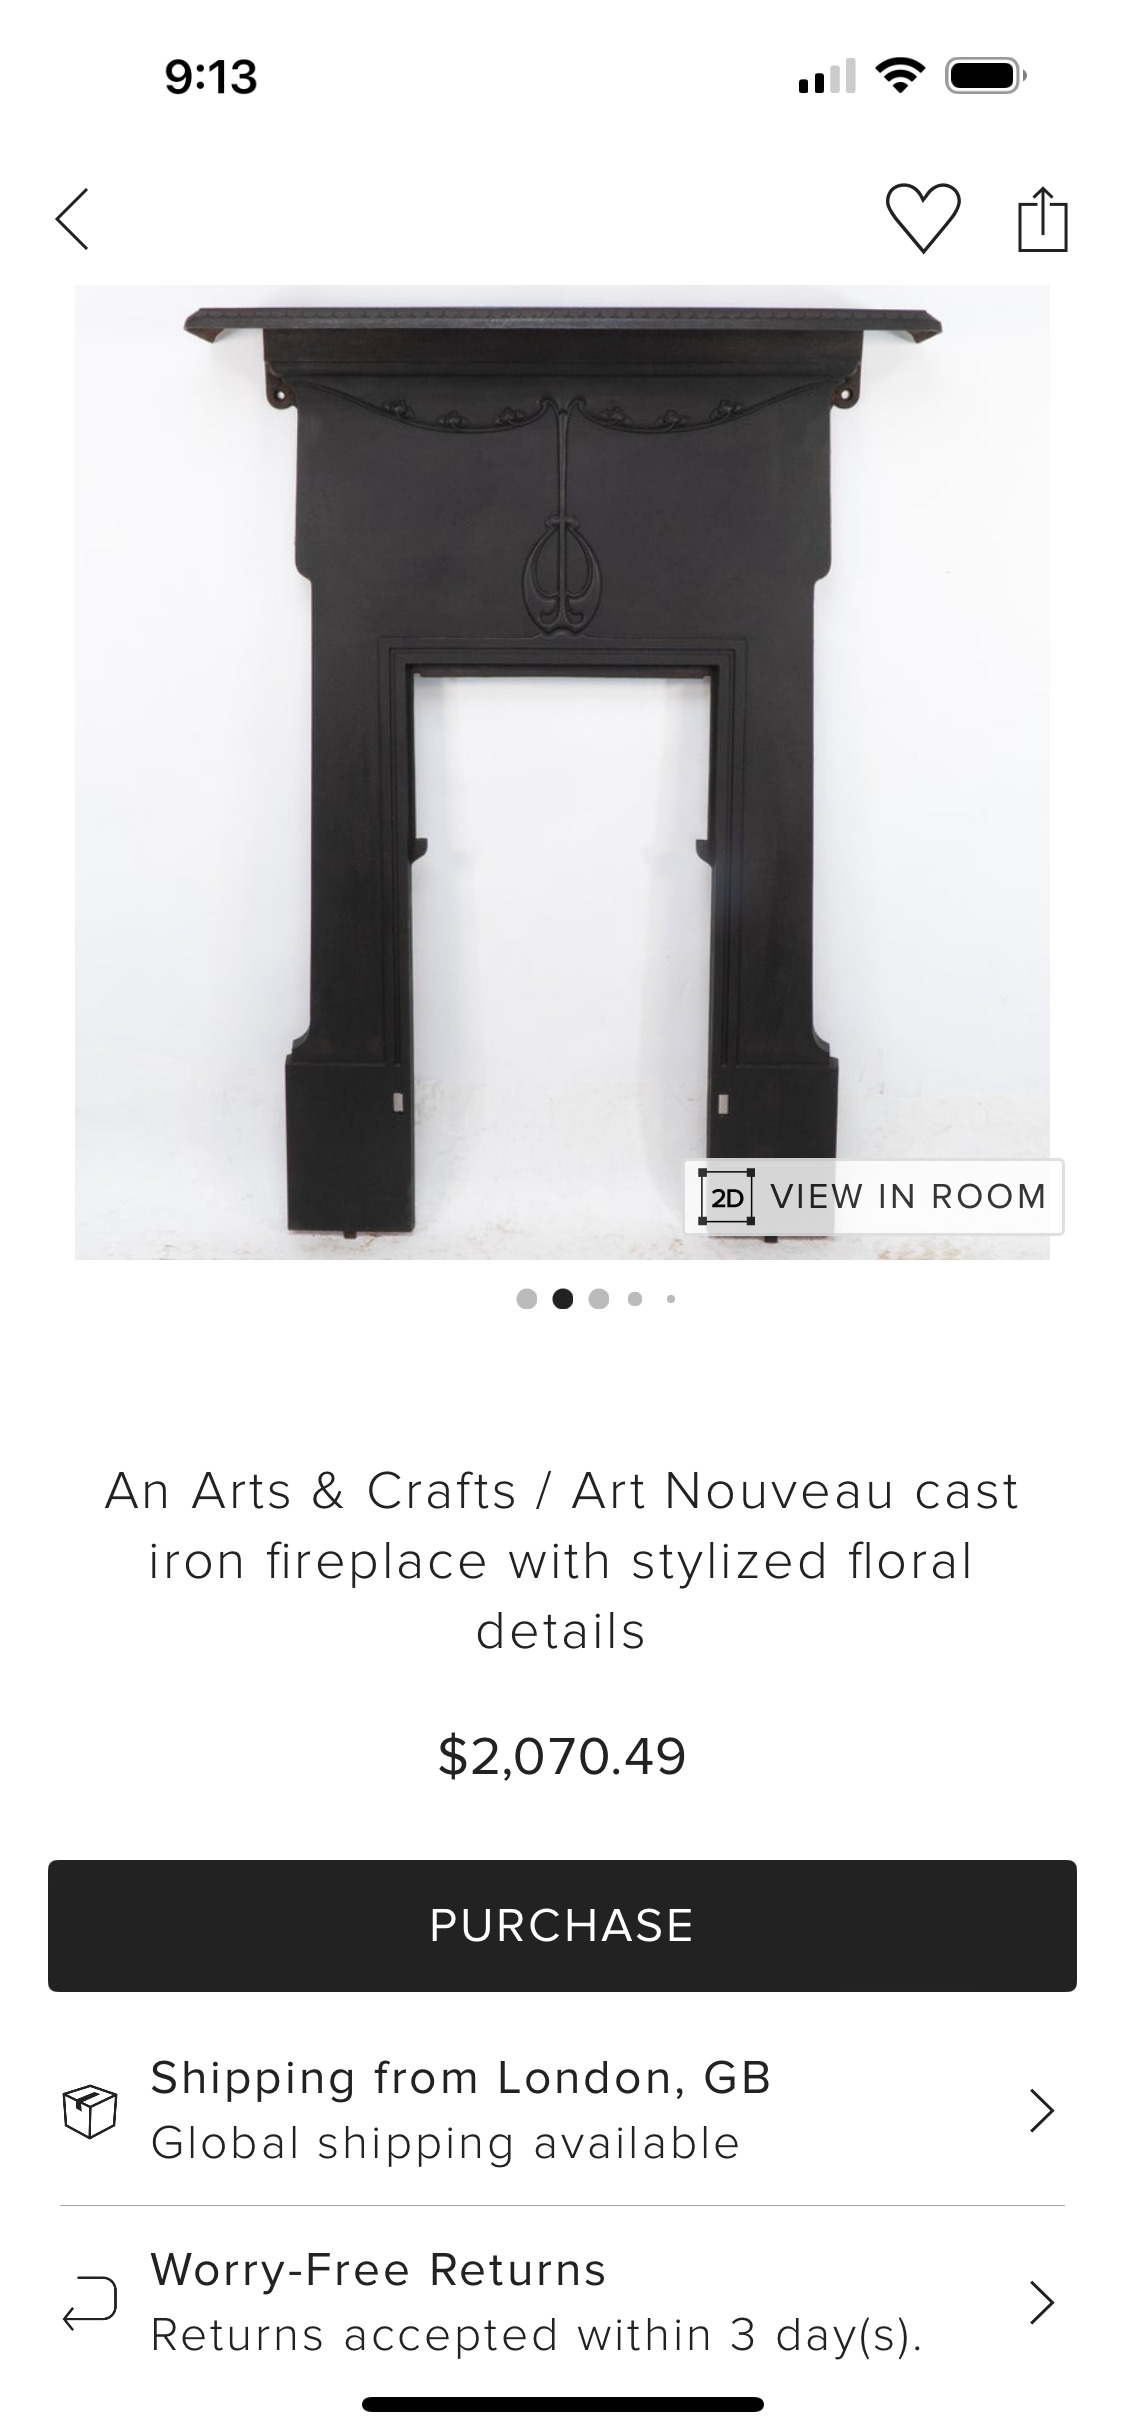 9:13
2D VIEW IN ROOM
An Arts & Crafts / Art Nouveau cast
iron fireplace with stylized floral
details
$2,070.49
PURCHASE
Shipping from London, GB
Global shipping available
Worry-Free Returns
Returns accepted within 3 day(s).